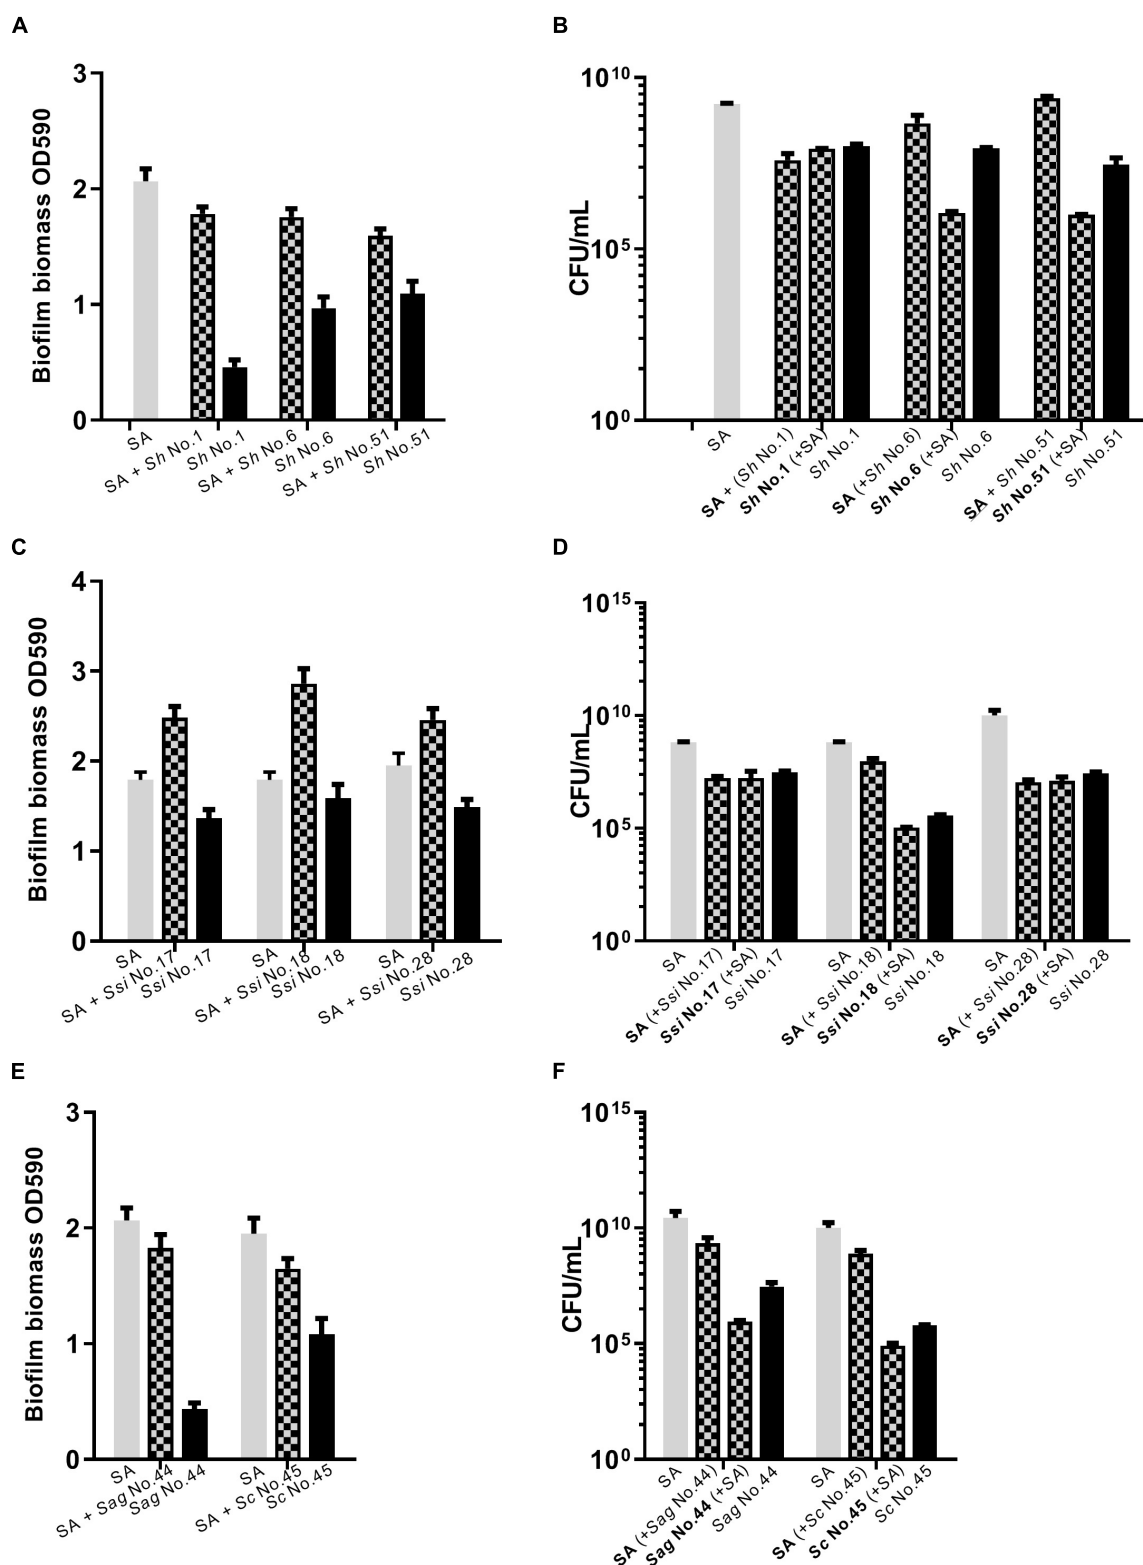 A
Biofilm biomass OD590
3
2
1
0
SA
SA + Sh No.1
Sh No.1
SA + Sh No.6
Sh No.6
SA + Sh No.51
Sh No.51
B
CFU/mL
10¹⁰
10⁵
10⁰
SA
SA + (Sh No.1)
Sh No.1 (+SA)
Sh No.1
SA (+Sh No.6)
Sh No.6 (+SA)
Sh No.6
SA + Sh No.51
Sh No.51 (+SA)
Sh No.51
C
Biofilm biomass OD590
4
3
2
1
0
SA
SA + Ssi No.17
Ssi No.17
SA
SA + Ssi No.18
Ssi No.18
SA
SA + Ssi No.28
Ssi No.28
D
CFU/mL
10¹⁵
10¹⁰
10⁵
10⁰
SA
SA (+Ssi No.17)
Ssi No.17 (+SA)
Ssi No.17
SA
SA (+ Ssi No.18)
Ssi No.18 (+SA)
Ssi No.18
SA
SA (+ Ssi No.28)
Ssi No.28 (+SA)
Ssi No.28
E
Biofilm biomass OD590
3
2
1
0
SA
SA + Sag No.44
Sag No.44
SA
SA + Sc No.45
Sc No.45
F
CFU/mL
10¹⁵
10¹⁰
10⁵
10⁰
SA
SA (+Sag No.44)
Sag No.44 (+SA)
Sag No.44
SA
SA (+Sc No.45)
Sc No.45 (+SA)
Sc No.45